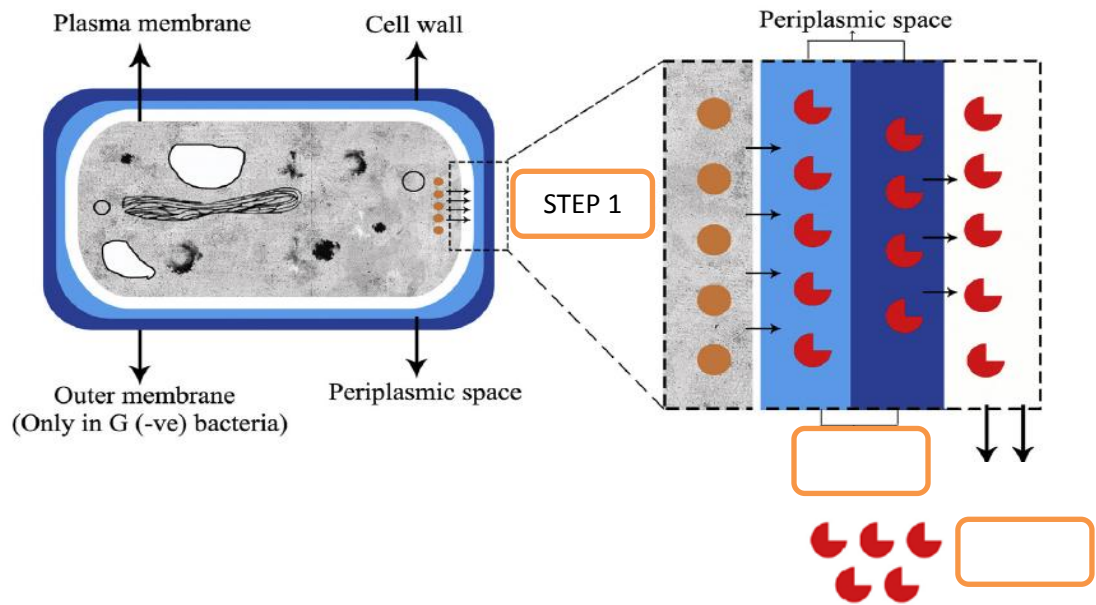 Plasma membrane
Cell wall
Periplasmic space
STEP 1
Outer membrane
(Only in G (-ve) bacteria)
Periplasmic space